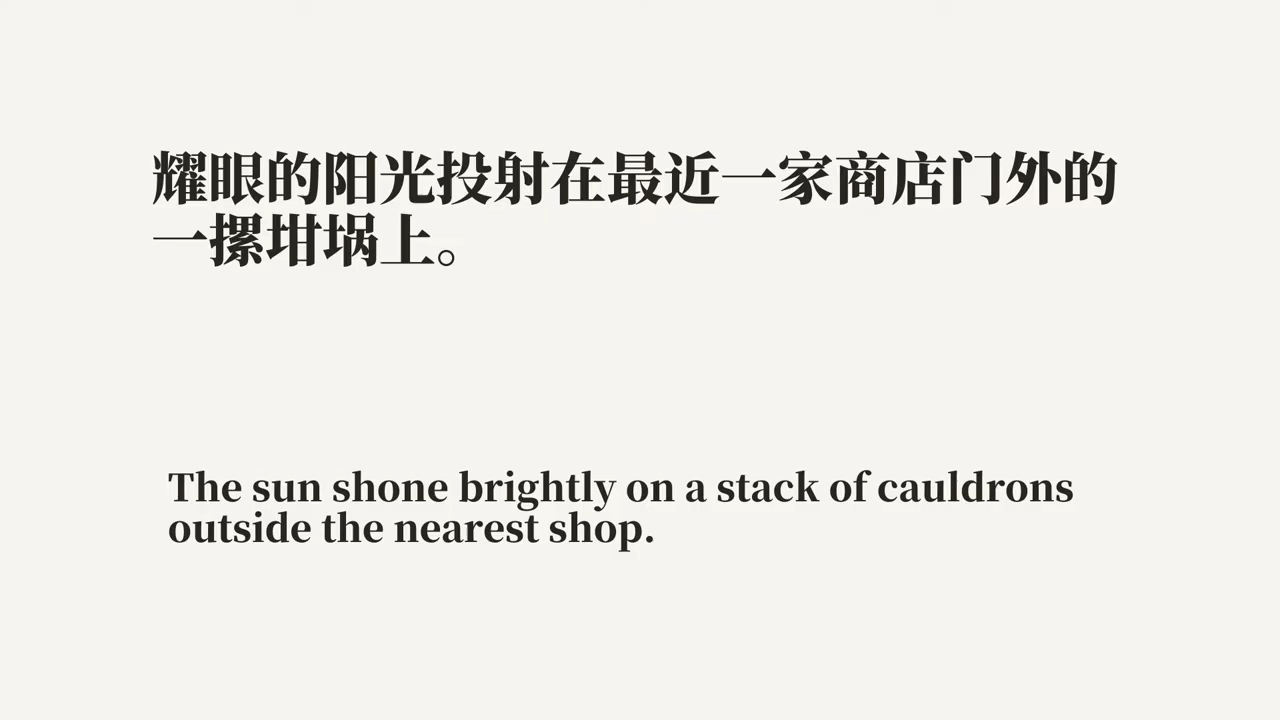 耀眼的阳光投射在最近一家商店门外的
一摞坩埚上。
The sun shone brightly on a stack of cauldrons
outside the nearest shop.